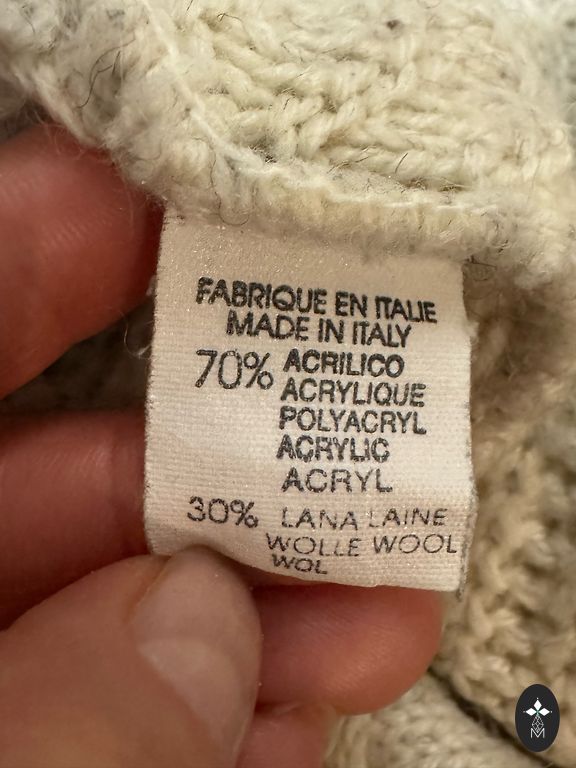 FABRIQUE EN ITALIE
MADE IN ITALY
70% ACRILICO
ACRYLIQUE
POLYACRYL
ACRYLIC
ACRYL
30% LANA LAINE
WOLLE WOOL
WOL
M